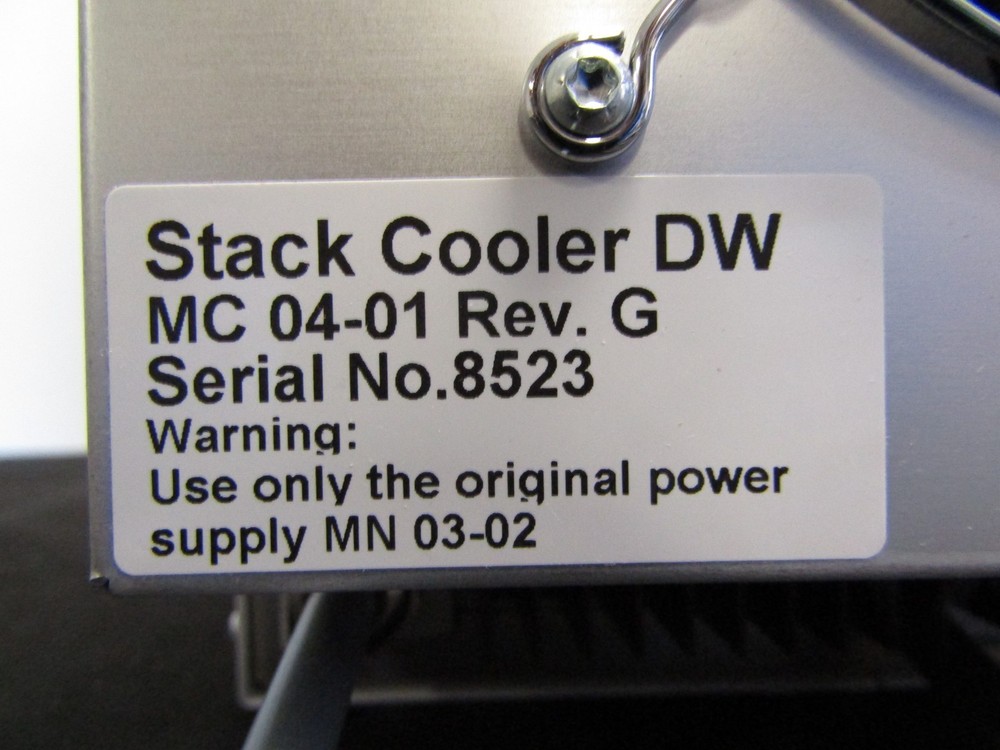 Stack Cooler DW
MC 04-01 Rev. G
Serial No.8523
Warning:
Use only the original power
supply MN 03-02